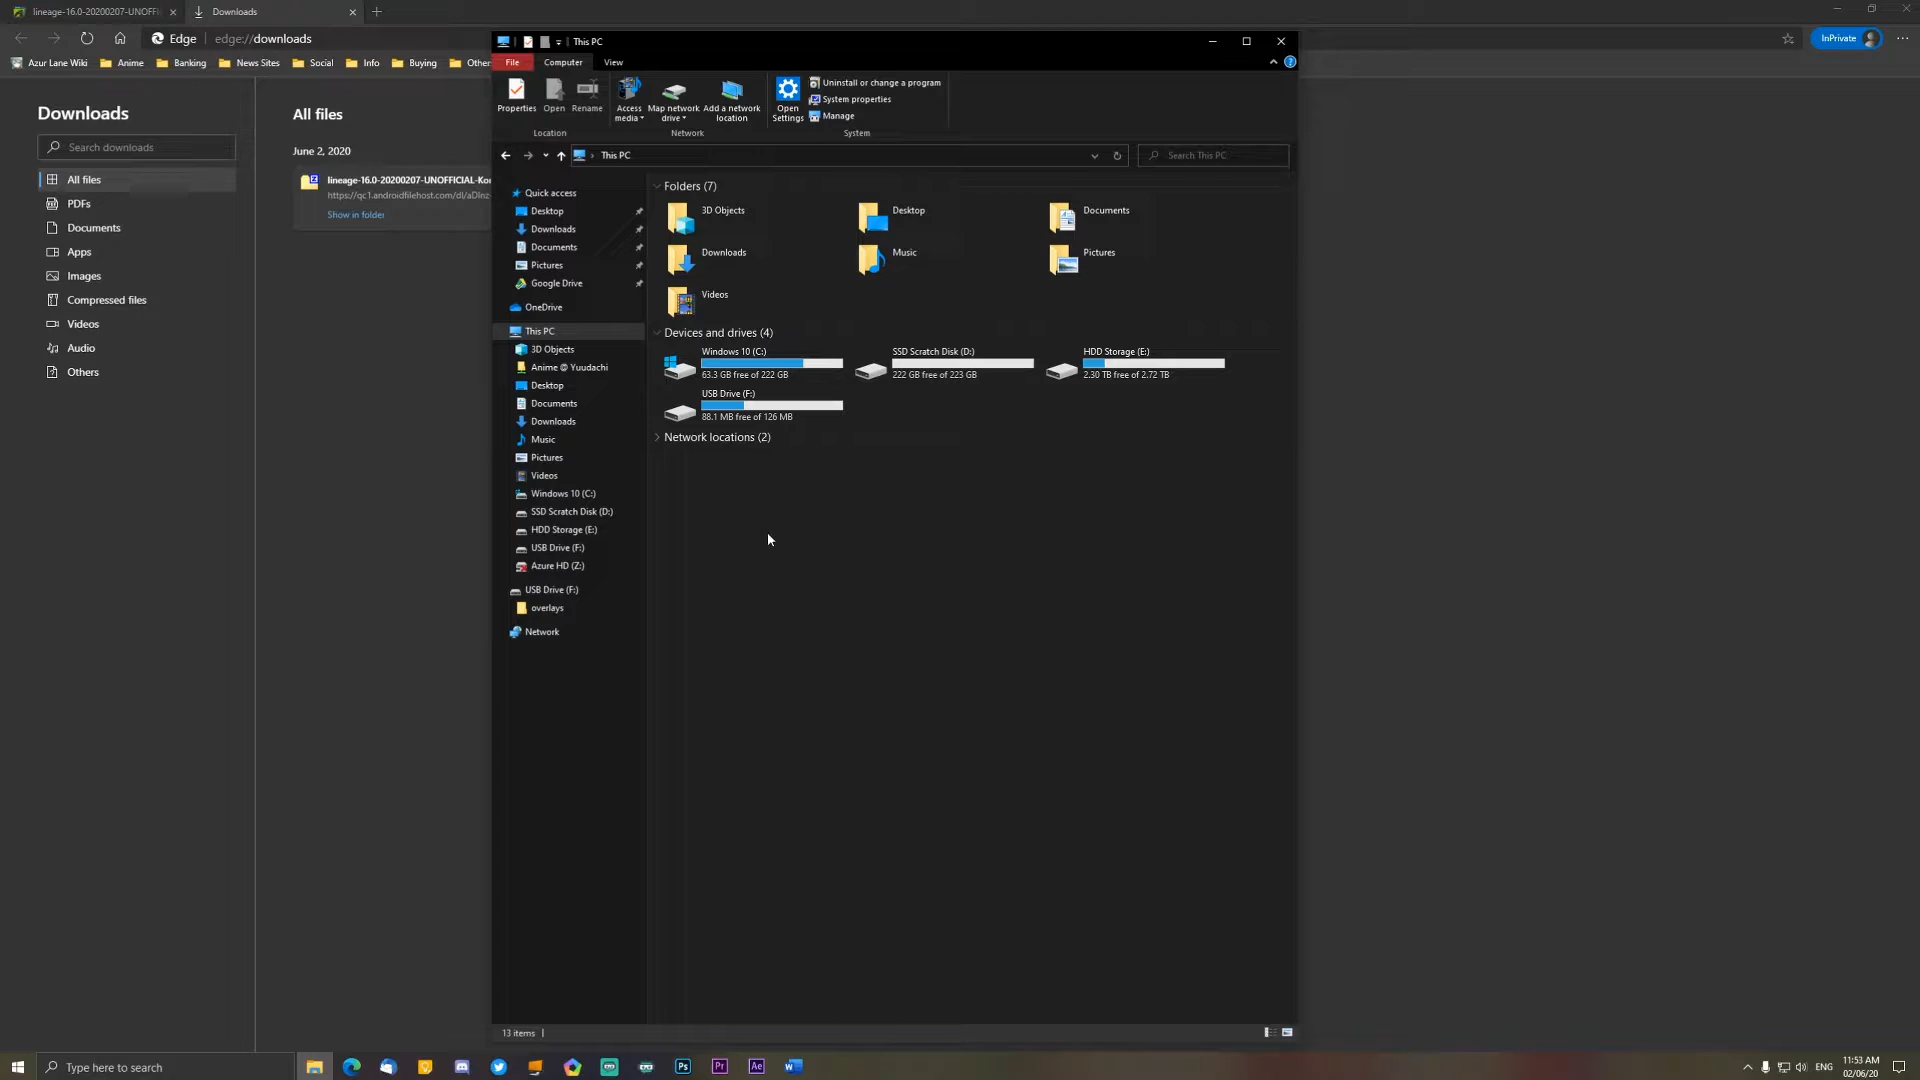 lineage-16.0-20200207-UNOFFI
Downloads
Edge
edge://downloads
InPrivate
Azur Lane Wiki
Anime
Banking
News Sites
Social
Info
Buying
Other
Downloads
Search downloads
All files
PDFs
Documents
Apps
Images
Compressed files
Videos
Audio
Others
All files
June 2, 2020
lineage-16.0-20200207-UNOFFICIAL-Kor
https://qc1.androidfilehost.com/dl/
Show in folder
This PC
File
Computer
View
Properties
Open
Rename
Access media
Map network drive
Add a network location
Open Settings
Uninstall or change a program
System properties
Manage
Location
Network
System
This PC
Search This PC
Quick access
Desktop
Downloads
Documents
Pictures
Google Drive
OneDrive
This PC
3D Objects
Anime @ Yuudachi
Desktop
Documents
Downloads
Music
Pictures
Videos
Windows 10 (C:)
SSD Scratch Disk (D:)
HDD Storage (E:)
USB Drive (F:)
Azure HD (Z:)
USB Drive (F:)
overlays
Network
Folders (7)
3D Objects
Desktop
Documents
Downloads
Music
Pictures
Videos
Devices and drives (4)
Windows 10 (C:)
63.3 GB free of 222 GB
SSD Scratch Disk (D:)
222 GB free of 223 GB
HDD Storage (E:)
2.30 TB free of 2.72 TB
USB Drive (F:)
88.1 MB free of 126 MB
Network locations (2)
13 items
Type here to search
Ps
Pr
Ae
ENG
11:53 AM
02/06/20